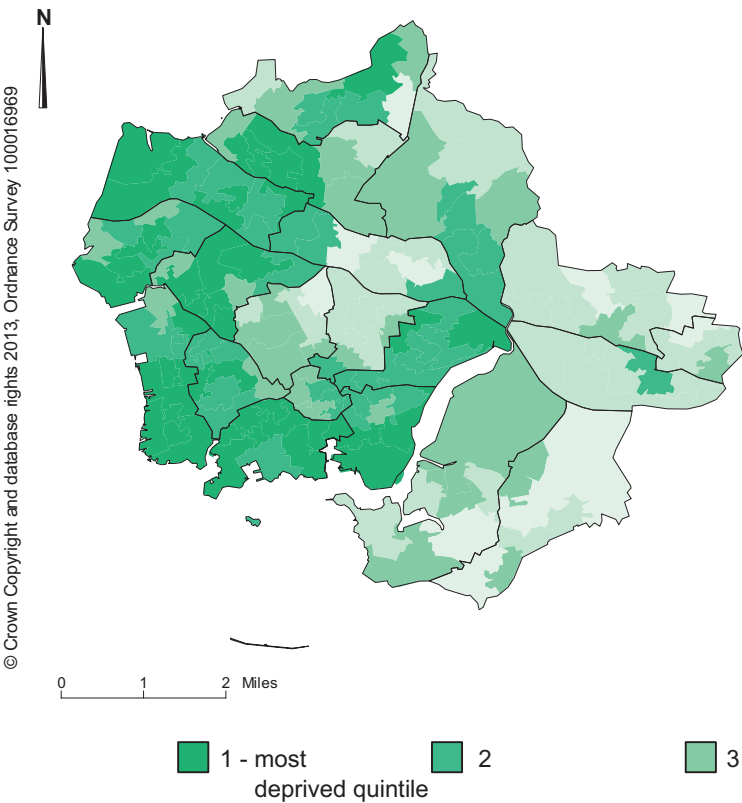 N
© Crown Copyright and database rights 2013, Ordnance Survey 100016969
0 1 2 Miles
1 - most
deprived quintile
2
3